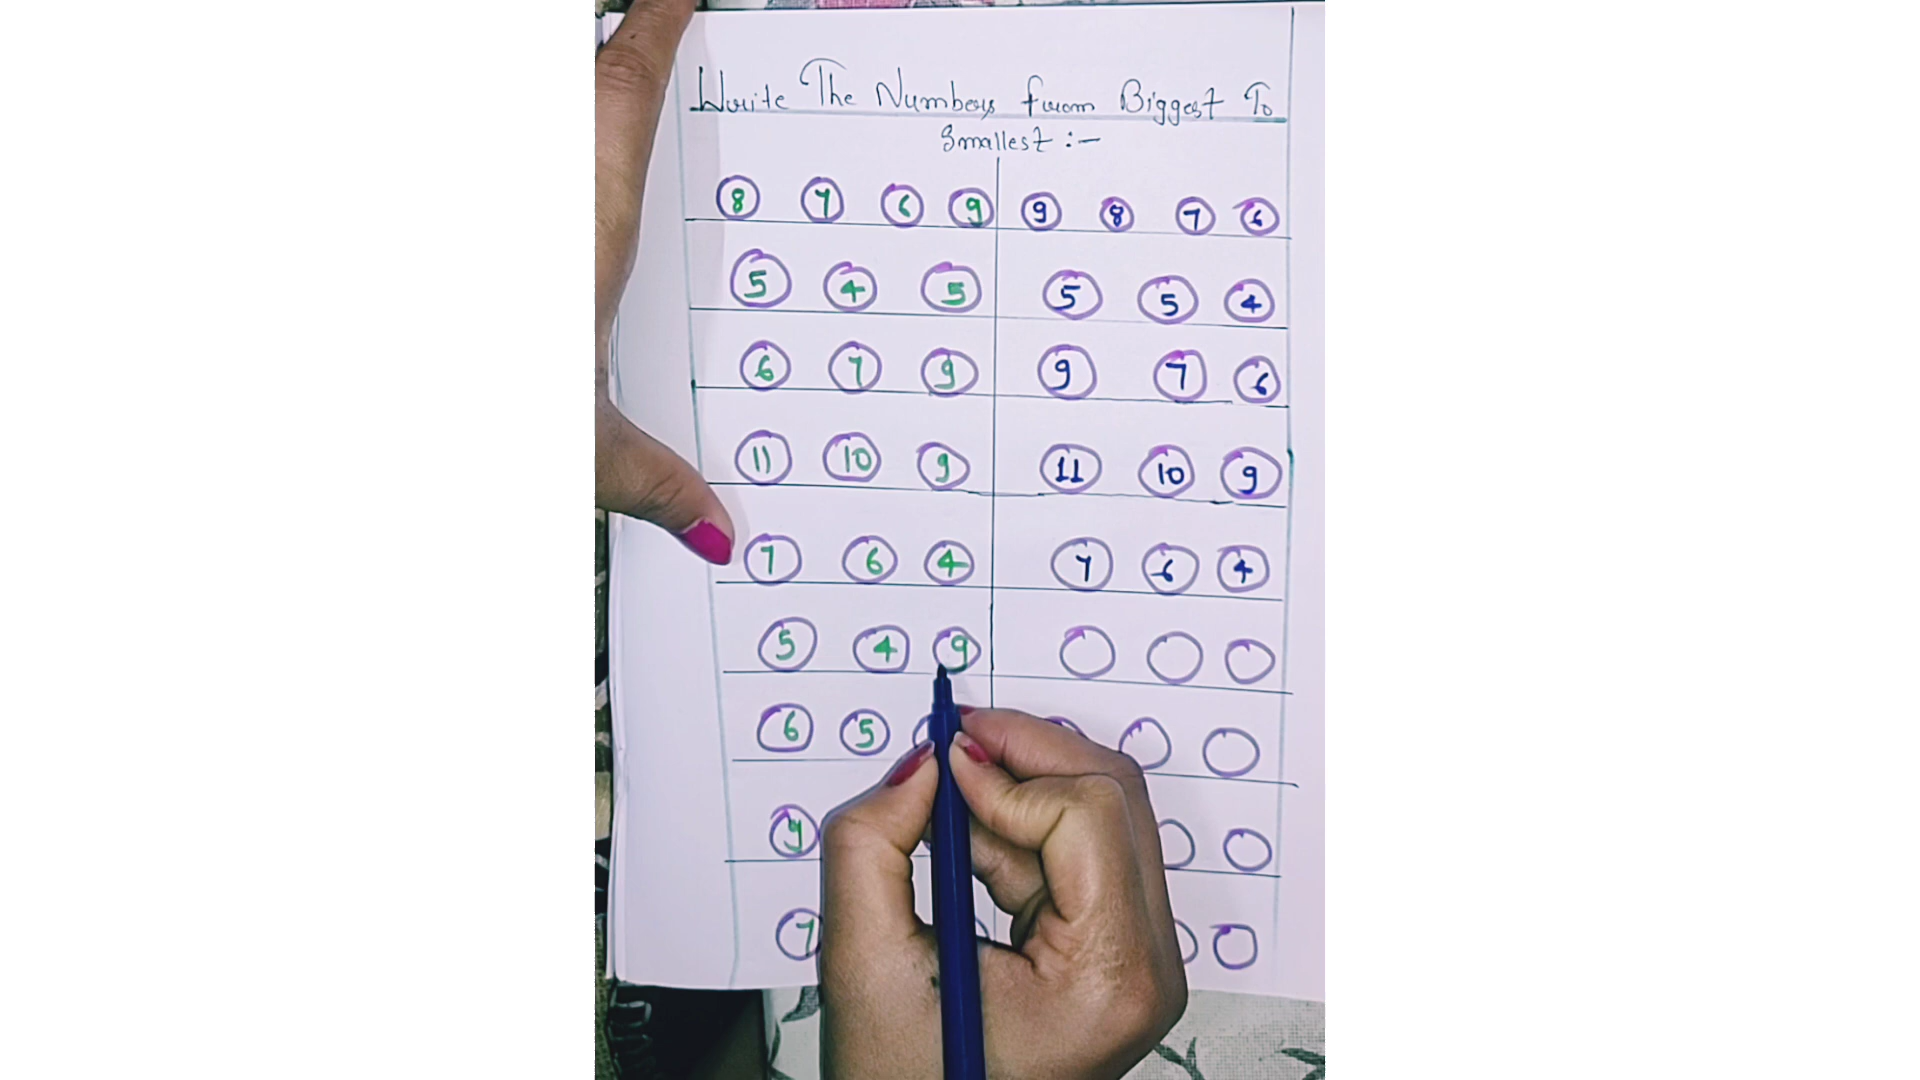 Write The Numbers from Biggest To
Smallest :-
8 7 6 9 9 8 7 6
5 4 5 5 5 4
6 7 9 9 7 6
11 10 9 11 10 9
7 6 4 7 6 4
5 4 9
6 5
9
7